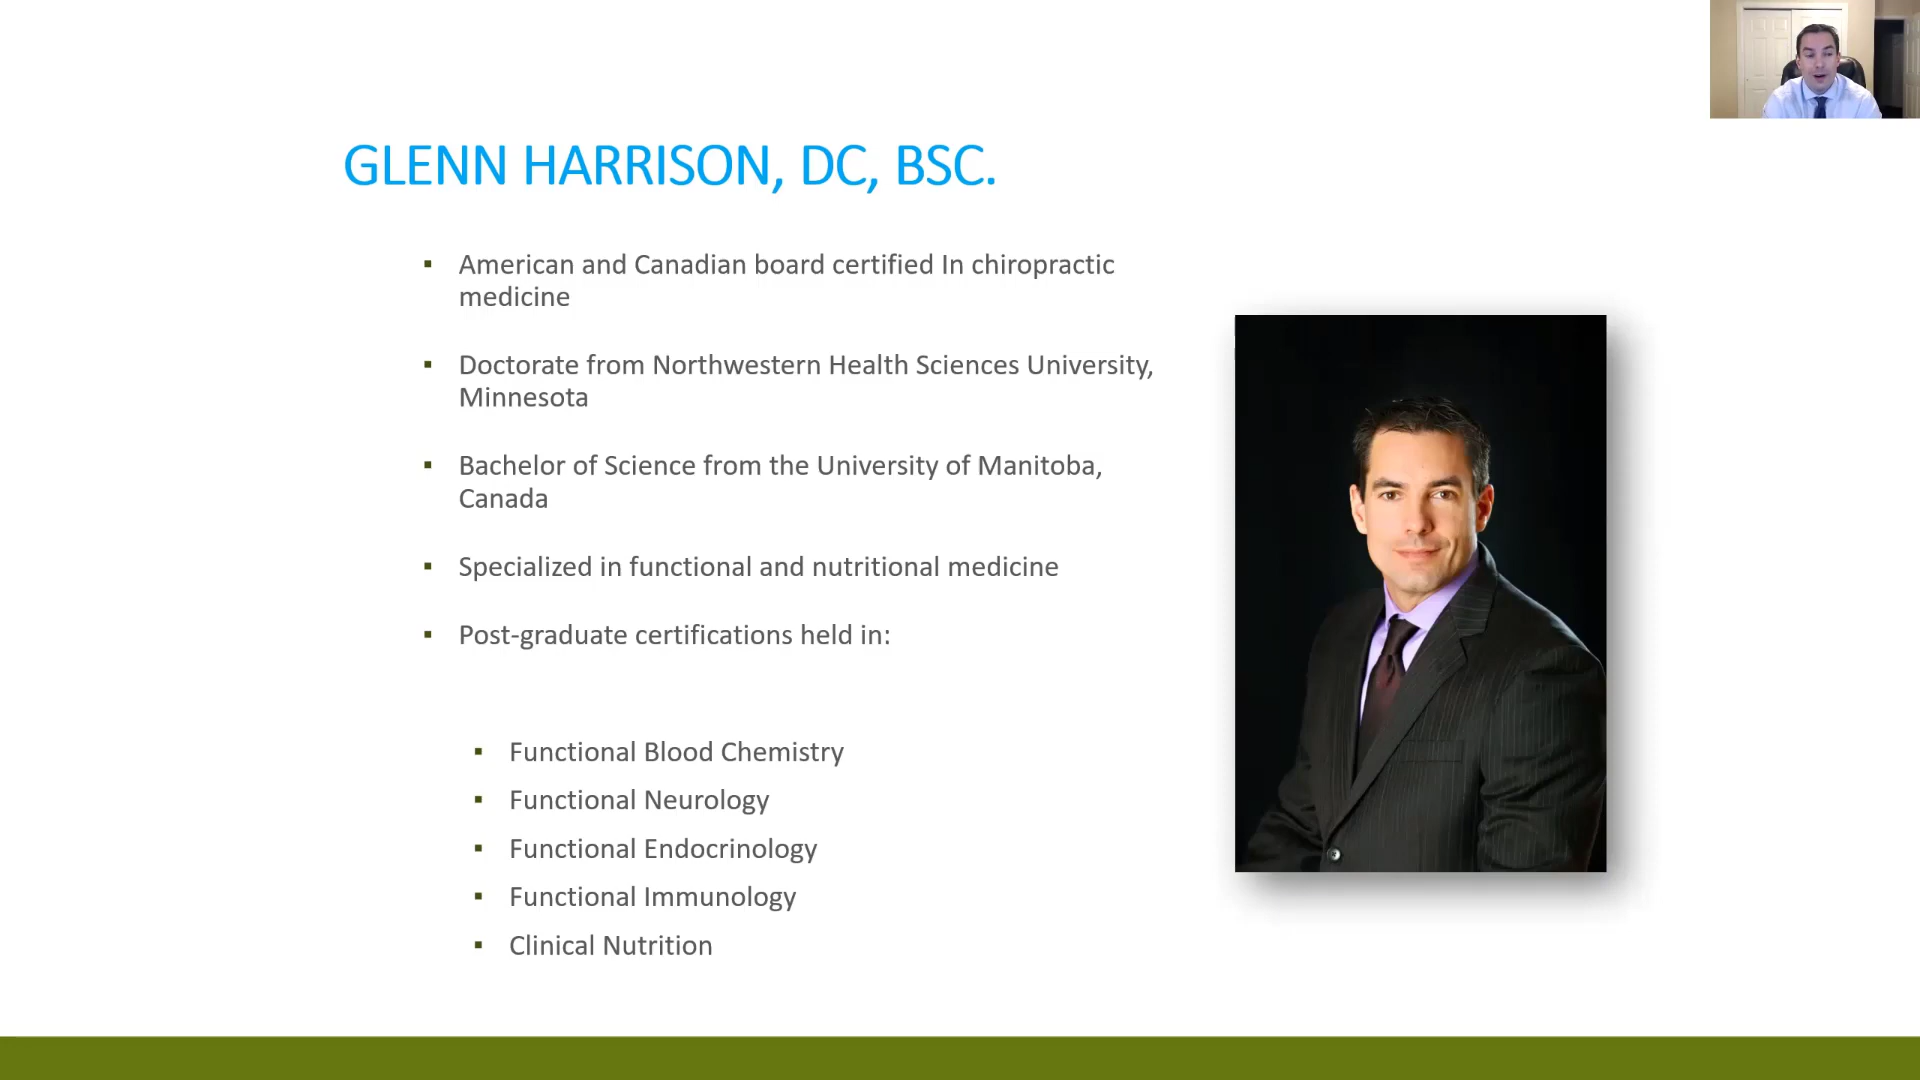 GLENN HARRISON, DC, BSC.
▪ American and Canadian board certified In chiropractic
medicine
▪ Doctorate from Northwestern Health Sciences University,
Minnesota
▪ Bachelor of Science from the University of Manitoba,
Canada
▪ Specialized in functional and nutritional medicine
▪ Post-graduate certifications held in:
▪ Functional Blood Chemistry
▪ Functional Neurology
▪ Functional Endocrinology
▪ Functional Immunology
▪ Clinical Nutrition